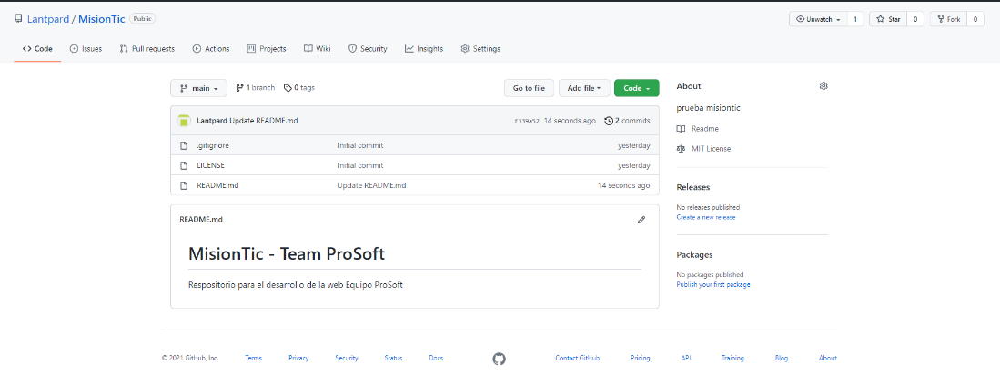 Lantpard / MisionTic Public
Unwatch 1 Star 0 Fork 0
Code Issues Pull requests Actions Projects Wiki Security Insights Settings
main 1 branch 0 tags Go to file Add file Code
Lantpard Update README.md f339a52 14 seconds ago 2 commits
.gitignore Initial commit yesterday
LICENSE Initial commit yesterday
README.md Update README.md 14 seconds ago
README.md
MisionTic - Team ProSoft
Respositorio para el desarrollo de la web Equipo ProSoft
About
prueba misiontic
Readme
MIT License
Releases
No releases published
Create a new release
Packages
No packages published
Publish your first package
© 2021 GitHub, Inc. Terms Privacy Security Status Docs Contact GitHub Pricing API Training Blog About